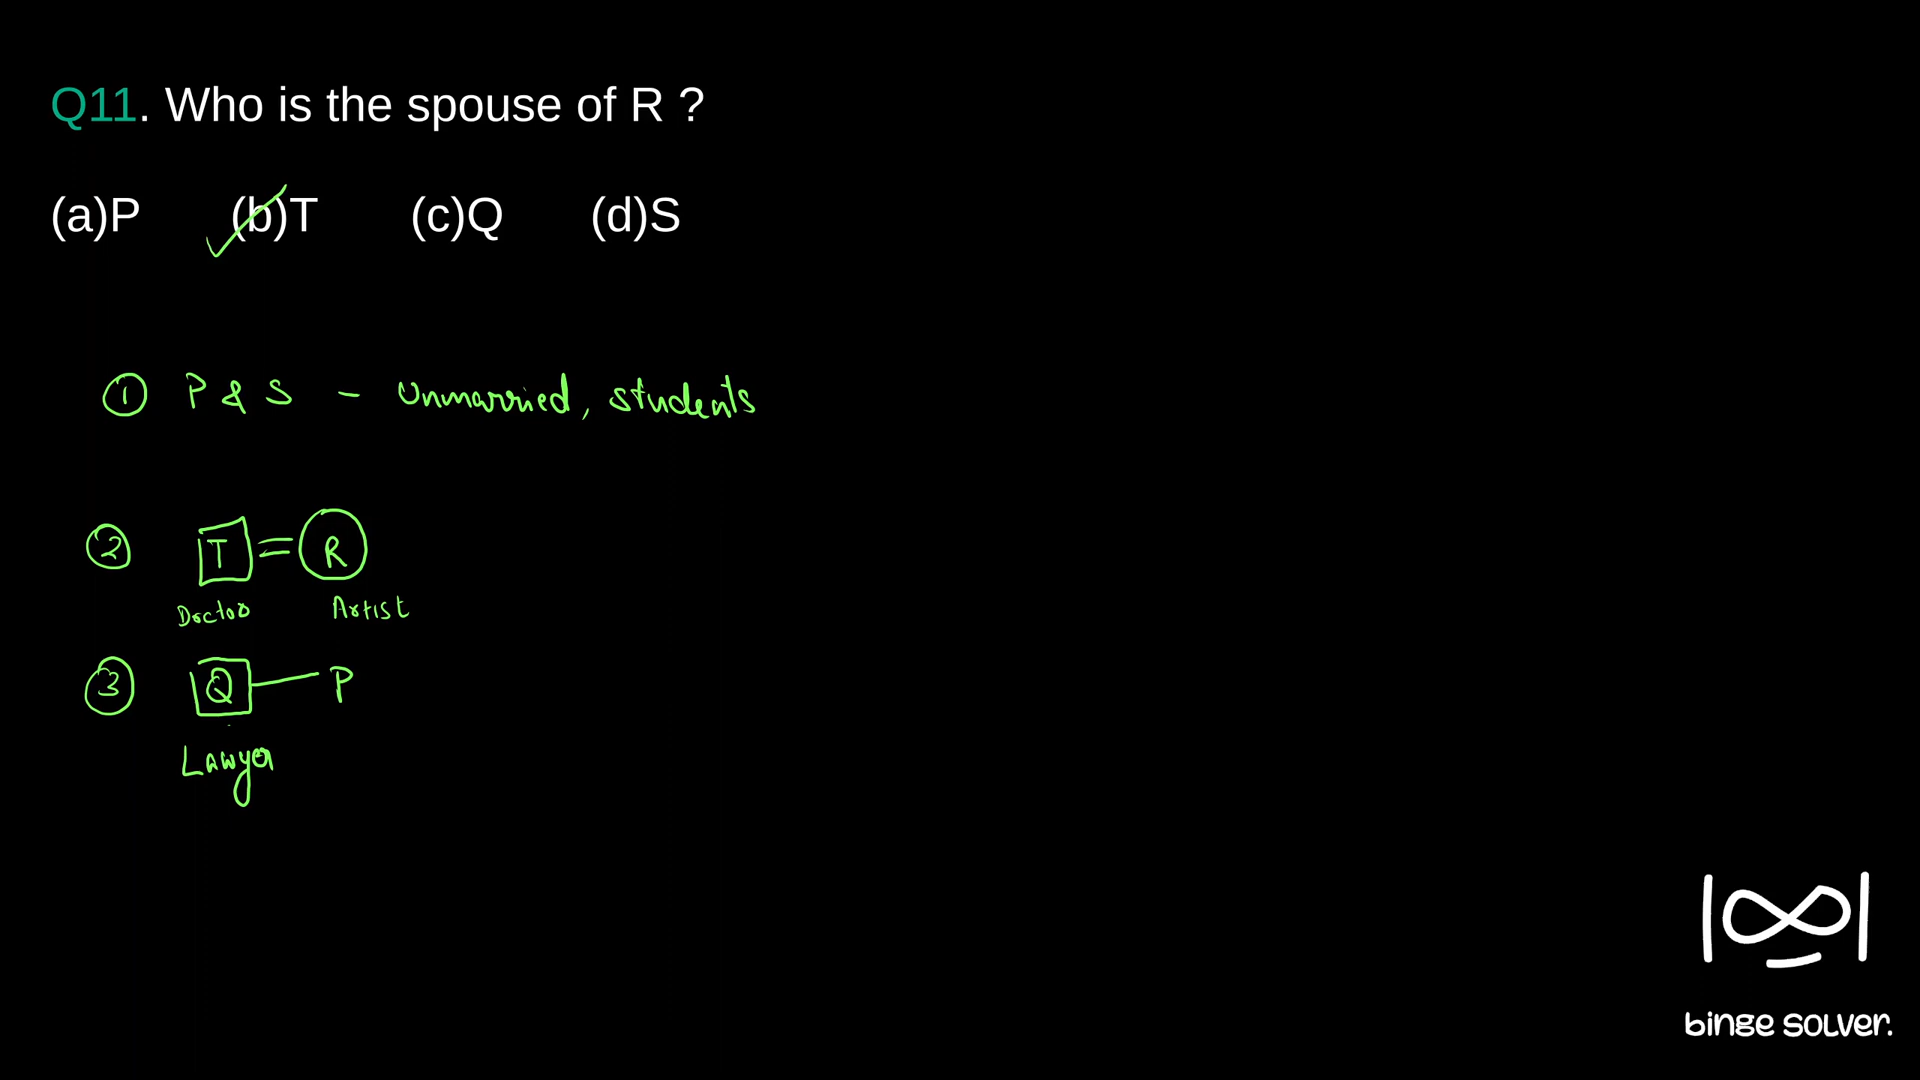 Q11. Who is the spouse of R ?
(a)P (b)T (c)Q (d)S
① P & S - Unmarried, students
② T = R
Doctor Artist
③ Q — P
Lawyer
binge SOLVER.